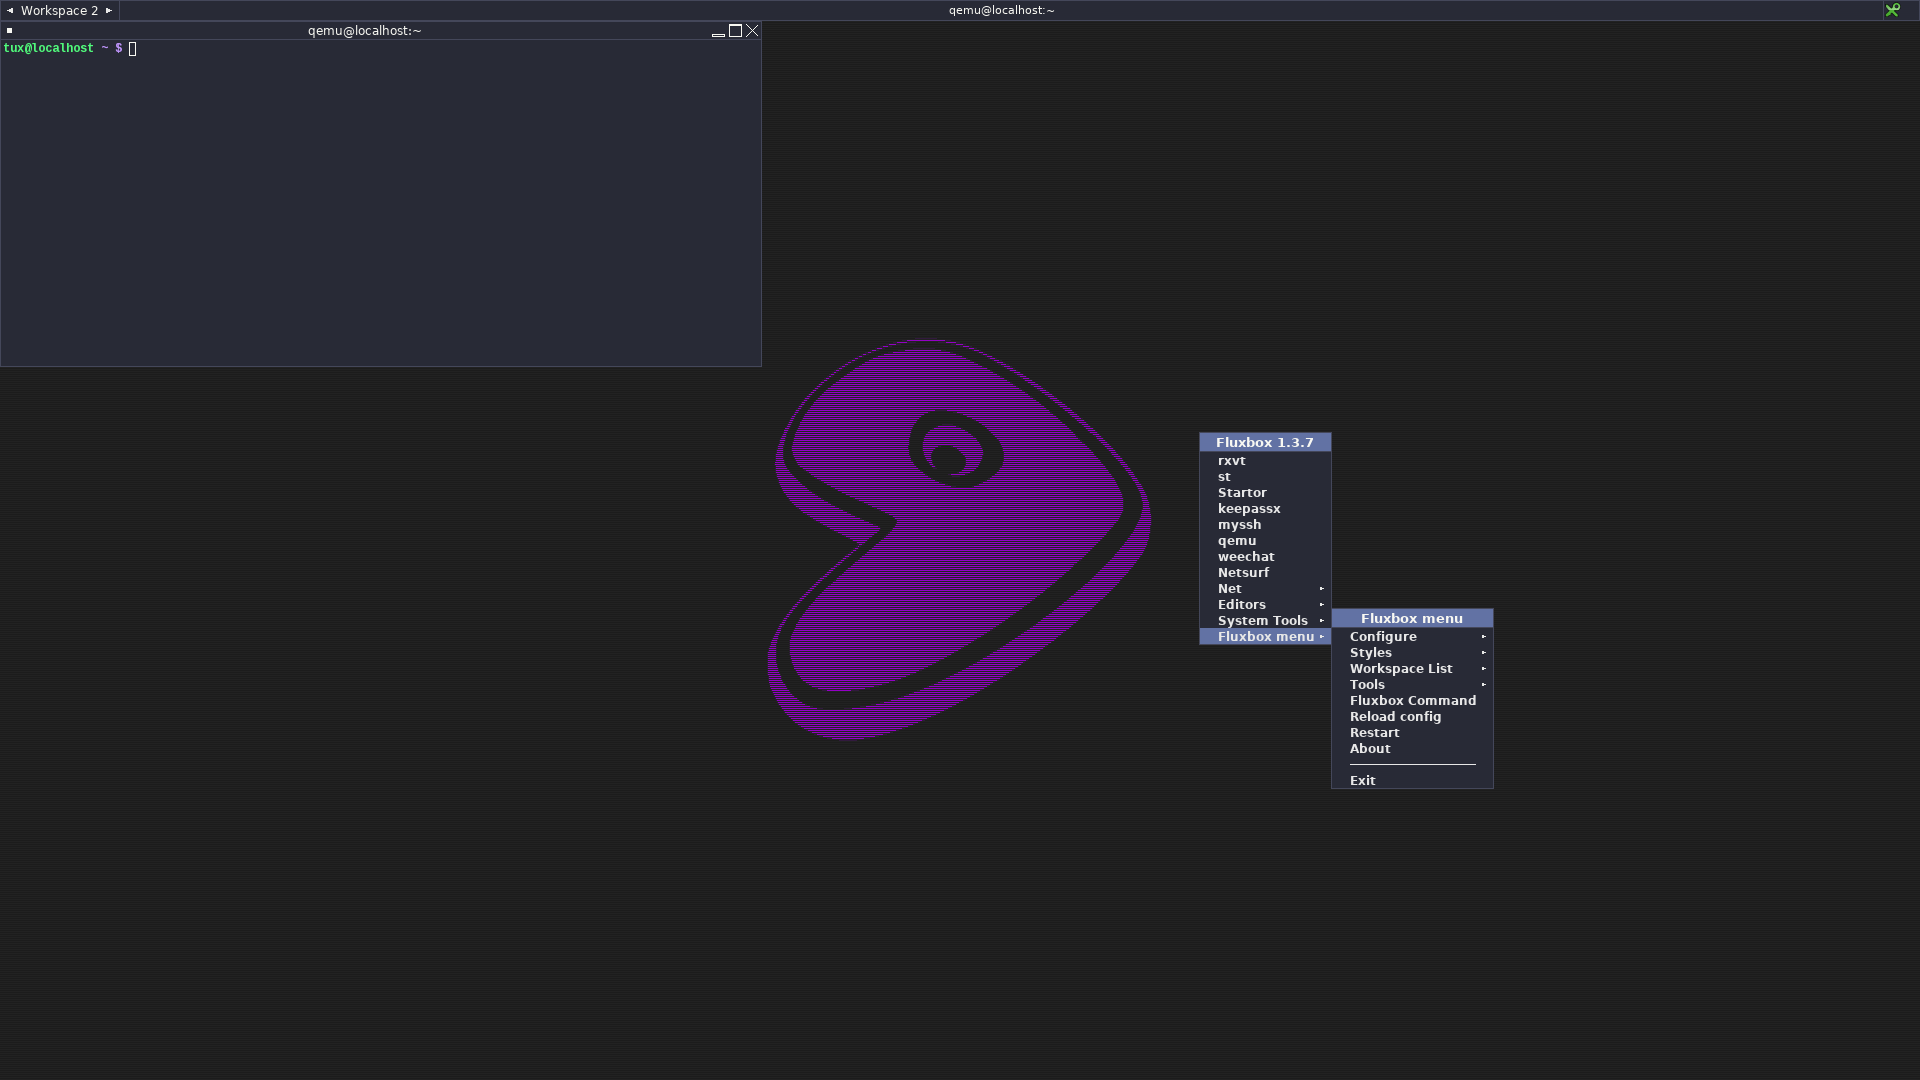 Workspace 2
qemu@localhost:~
qemu@localhost:~
tux@localhost ~ $
Fluxbox 1.3.7
rxvt
st
Startor
keepassx
myssh
qemu
weechat
Netsurf
Net
Editors
System Tools
Fluxbox menu
Fluxbox menu
Configure
Styles
Workspace List
Tools
Fluxbox Command
Reload config
Restart
About
Exit